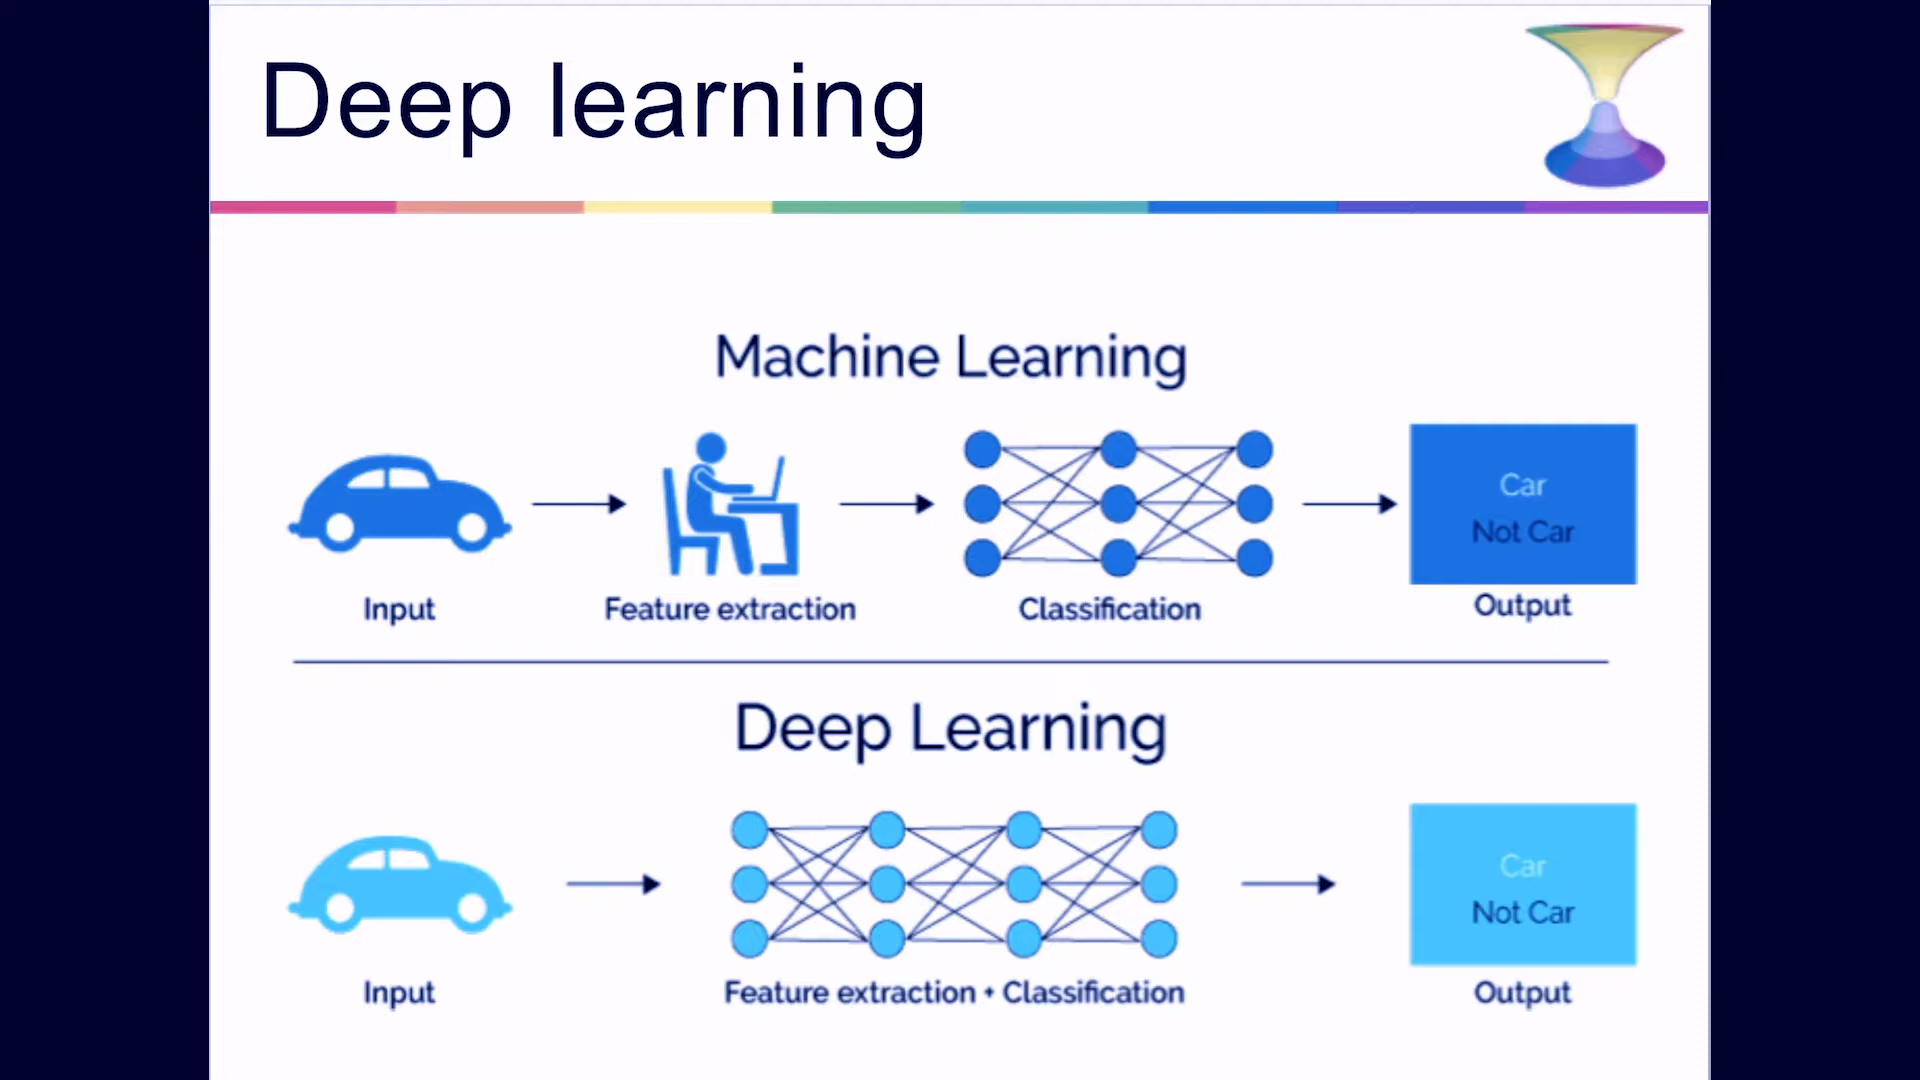 Deep learning
Machine Learning
Car
Not Car
Input
Feature extraction
Classification
Output
Deep Learning
Car
Not Car
Input
Feature extraction + Classification
Output